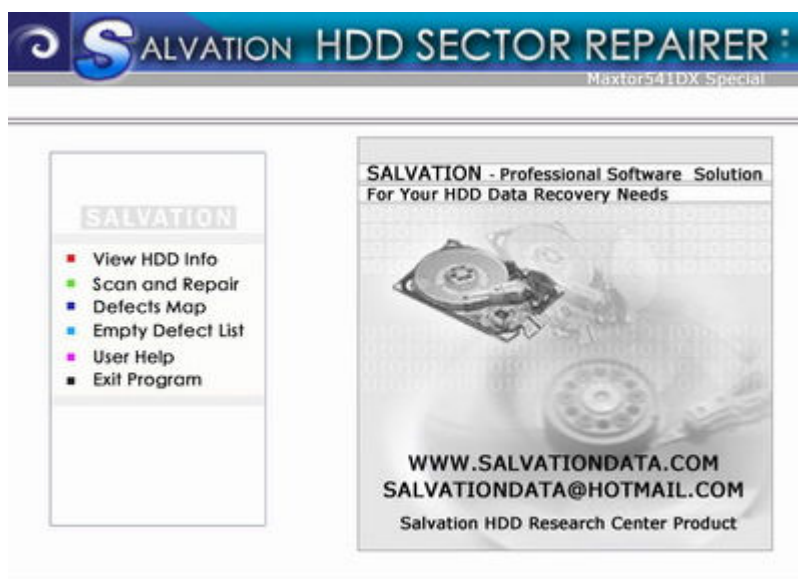 SALVATION HDD SECTOR REPAIRER
Maxtor541DX Special
SALVATION
View HDD Info
Scan and Repair
Defects Map
Empty Defect List
User Help
Exit Program
SALVATION - Professional Software Solution
For Your HDD Data Recovery Needs
WWW.SALVATIONDATA.COM
SALVATIONDATA@HOTMAIL.COM
Salvation HDD Research Center Product